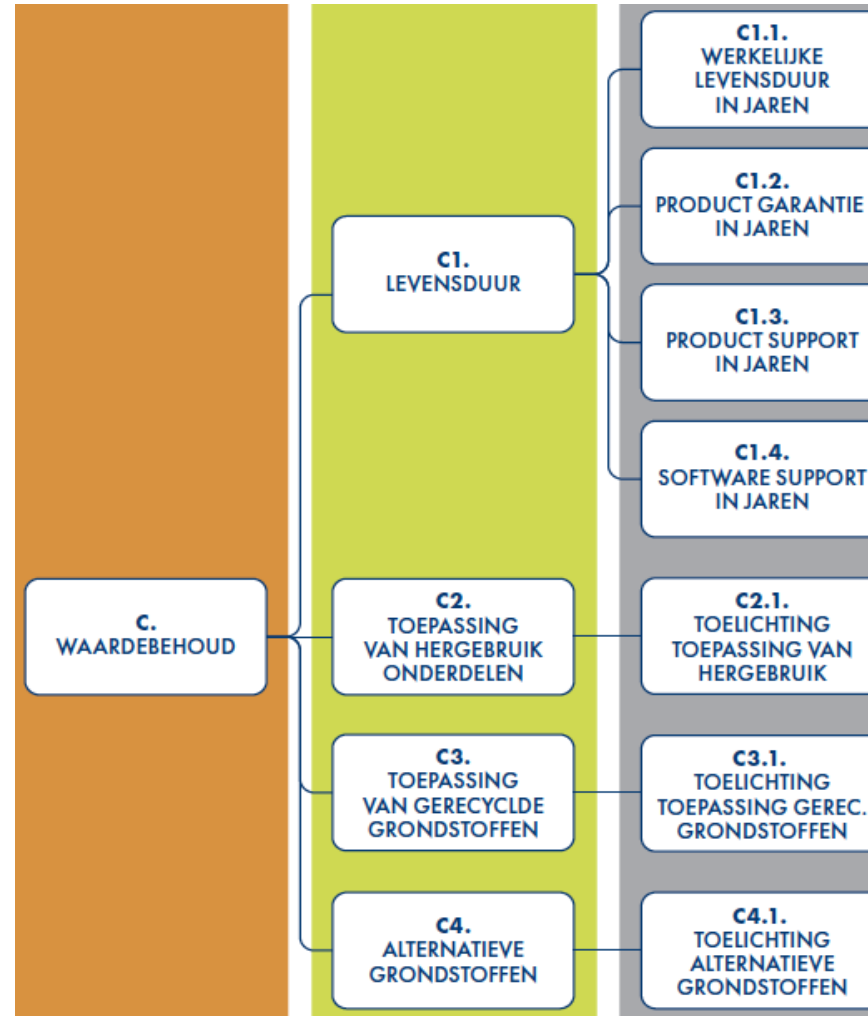 C.
WAARDEBEHOUD
C1.
LEVENSDUUR
C1.1.
WERKELIJKE
LEVENSDUUR
IN JAREN
C1.2.
PRODUCT GARANTIE
IN JAREN
C1.3.
PRODUCT SUPPORT
IN JAREN
C1.4.
SOFTWARE SUPPORT
IN JAREN
C2.
TOEPASSING
VAN HERGEBRUIK
ONDERDELEN
C2.1.
TOELICHTING
TOEPASSING VAN
HERGEBRUIK
C3.
TOEPASSING
VAN GERECYCLDE
GRONDSTOFFEN
C3.1.
TOELICHTING
TOEPASSING GEREC.
GRONDSTOFFEN
C4.
ALTERNATIEVE
GRONDSTOFFEN
C4.1.
TOELICHTING
ALTERNATIEVE
GRONDSTOFFEN